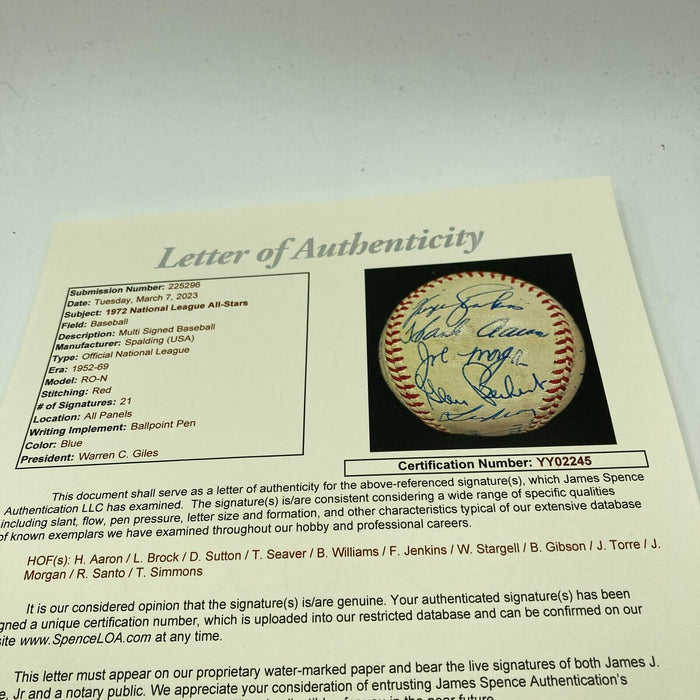 Letter of Authenticity
Submission Number: 225296
Date: Tuesday, March 7, 2023
Subject: 1972 National League All-Stars
Field: Baseball
Description: Multi Signed Baseball
Manufacturer: Spalding (USA)
Type: Official National League
Era: 1952-69
Model: RO-N
Stitching: Red
# of Signatures: 21
Location: All Panels
Writing Implement: Ballpoint Pen
Color: Blue
President: Warren C. Giles
Hank Aaron
Joe Morgan
Certification Number: YY02245
This document shall serve as a letter of authenticity for the above-referenced signature(s), which James Spence
Authentication LLC has examined. The signature(s) is/are consistent considering a wide range of specific qualities
including slant, flow, pen pressure, letter size and formation, and other characteristics typical of our extensive database
of known exemplars we have examined throughout our hobby and professional careers.
HOF(s): H. Aaron / L. Brock / D. Sutton / T. Seaver / B. Williams / F. Jenkins / W. Stargell / B. Gibson / J. Torre / J.
Morgan / R. Santo / T. Simmons
It is our considered opinion that the signature(s) is/are genuine. Your authenticated signature(s) has been
gned a unique certification number, which is uploaded into our restricted database and can be confirmed on our
site www.SpenceLOA.com at any time.
This letter must appear on our proprietary water-marked paper and bear the live signatures of both James J.
e, Jr and a notary public. We appreciate your consideration of entrusting James Spence Authentication's